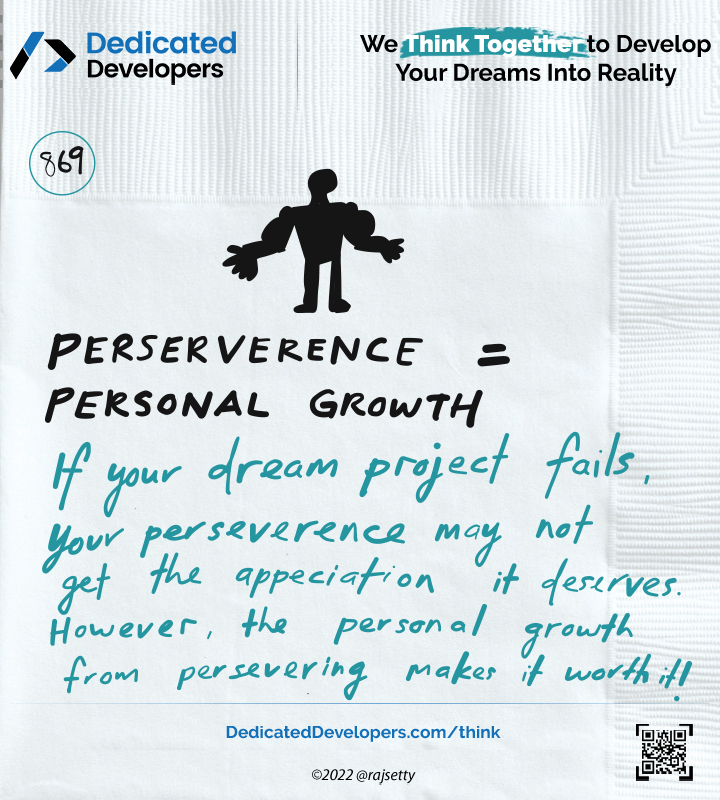 Dedicated
Developers
We Think Together to Develop
Your Dreams Into Reality
869
PERSERVERENCE =
PERSONAL GROWTH
If your dream project fails,
your perseverence may not
get the appeciation it deserves.
However, the personal growth
from persevering makes it worth it!
DedicatedDevelopers.com/think
©2022 @rajsetty